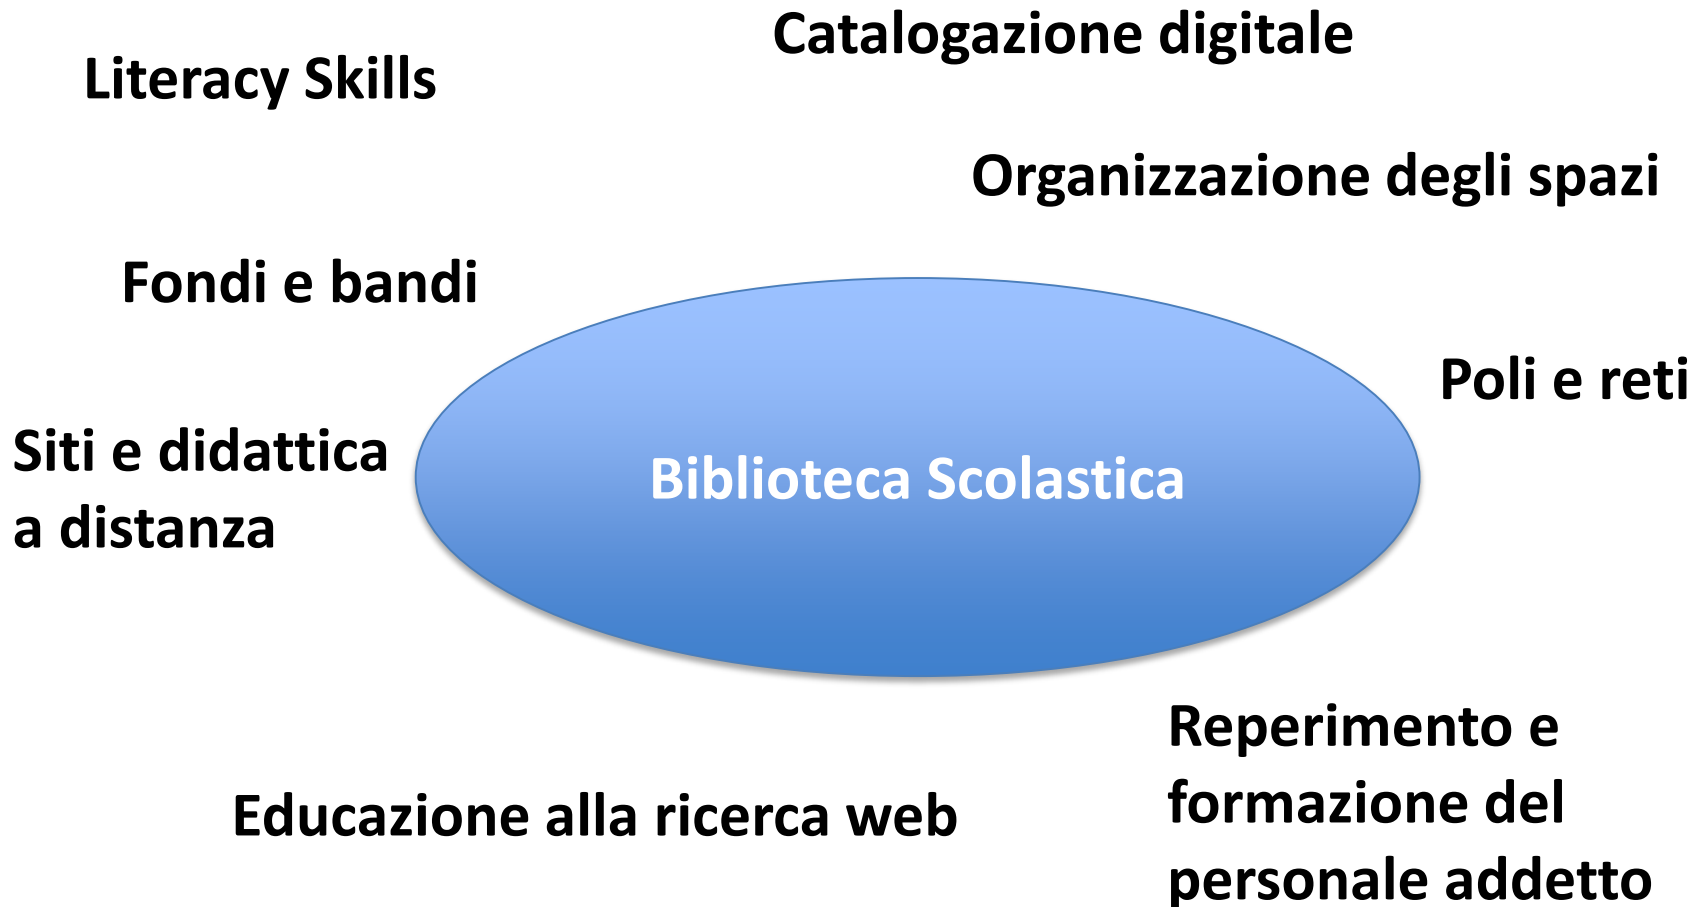 Catalogazione digitale
Literacy Skills
Organizzazione degli spazi
Fondi e bandi
Poli e reti
Siti e didattica
a distanza
Biblioteca Scolastica
Reperimento e
formazione del
personale addetto
Educazione alla ricerca web